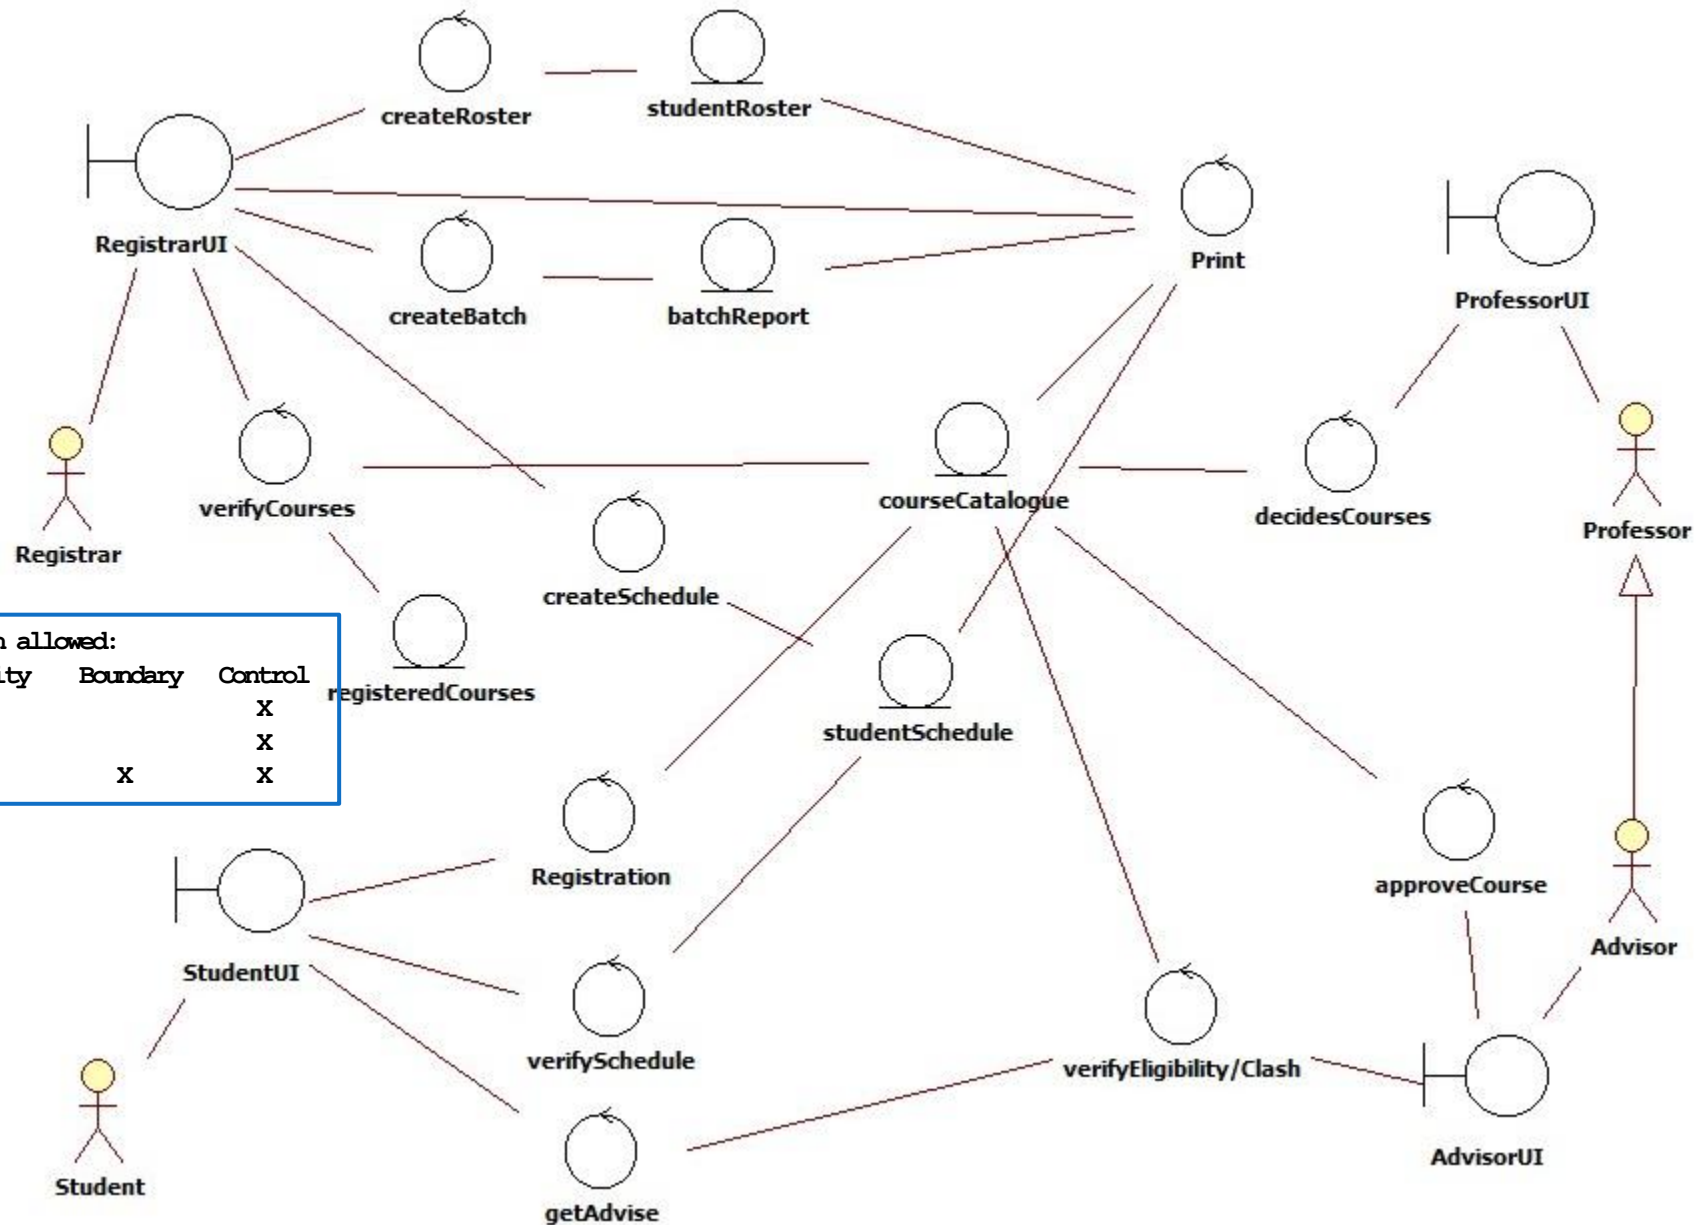 createRoster
studentRoster
RegistrarUI
Print
createBatch
batchReport
ProfessorUI
verifyCourses
courseCatalogue
decidesCourses
Registrar
Professor
createSchedule
allowed:
Boundary Control
X
X
X X
registeredCourses
studentSchedule
Registration
approveCourse
StudentUI
Advisor
verifySchedule
verifyEligibility/Clash
AdvisorUI
Student
getAdvise